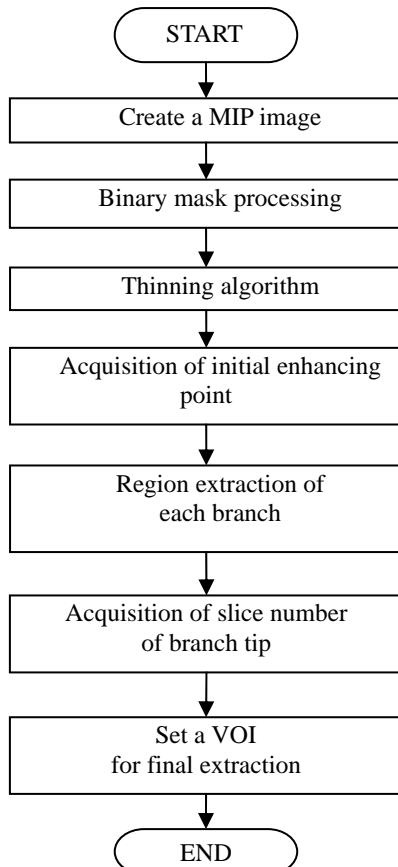 START
Create a MIP image
Binary mask processing
Thinning algorithm
Acquisition of initial enhancing
point
Region extraction of
each branch
Acquisition of slice number
of branch tip
Set a VOI
for final extraction
END